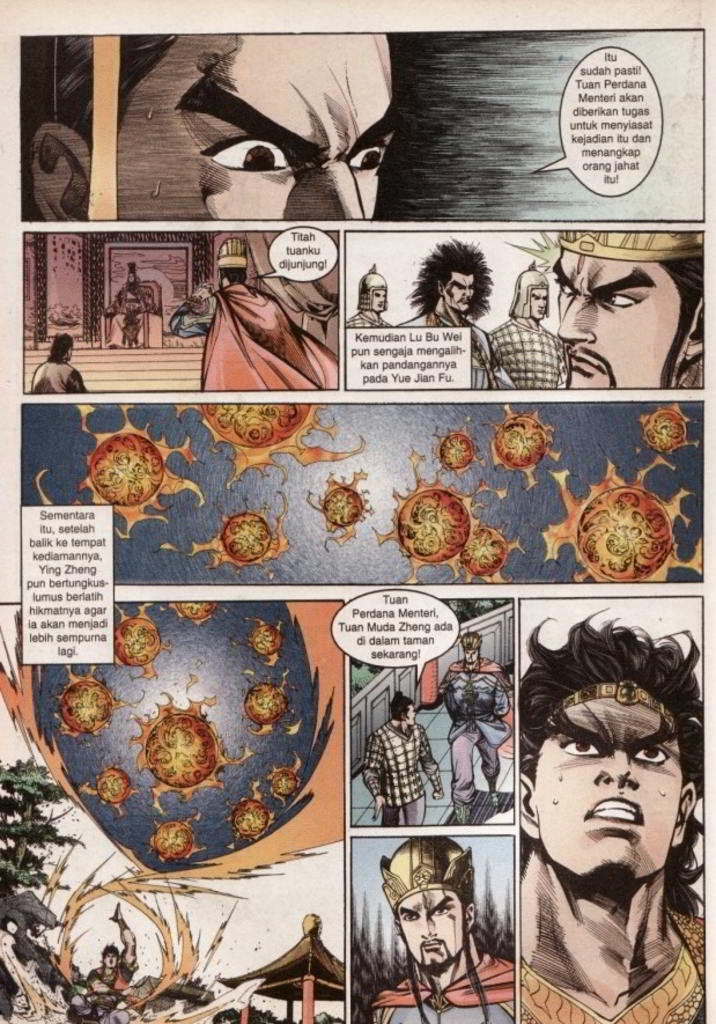 Itu
sudah pasti!
Tuan Perdana
Menteri akan
diberikan tugas
untuk menyiasat
kejadian itu dan
menangkap
orang jahat
itu!
Titah
tuanku
dijunjung!
Kemudian Lu Bu Wei
pun sengaja mengalih-
kan pandangannya
pada Yue Jian Fu.
Sementara
itu, setelah
balik ke tempat
kediamannya,
Ying Zheng
pun bertungkus-
lumus berlatih
hikmatnya agar
ia akan menjadi
lebih sempurna
lagi.
Tuan
Perdana Menteri,
Tuan Muda Zheng ada
di dalam taman
sekarang!